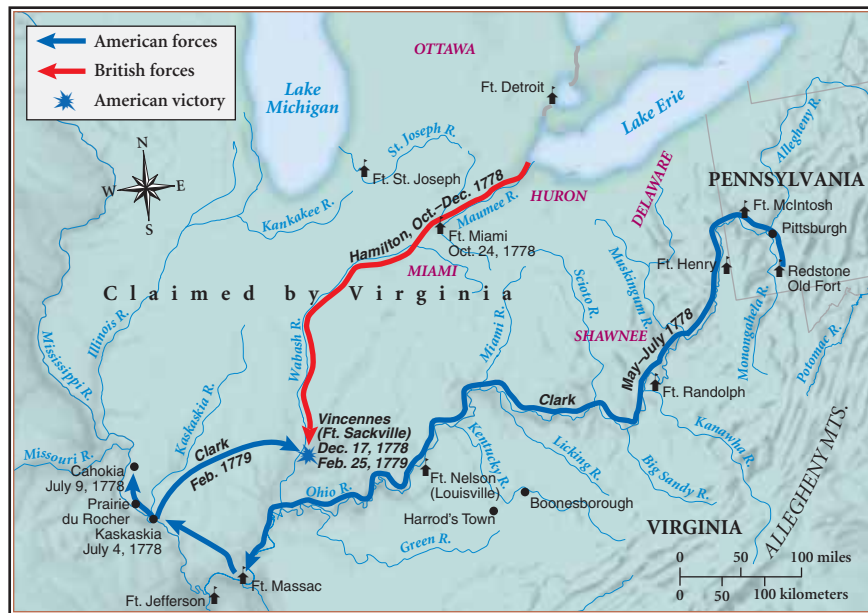 American forces
British forces
American victory
N
W
E
S
OTTAWA
Lake
Michigan
Ft. Detroit
Lake Erie
St. Joseph R.
Ft. St. Joseph
Kankakee R.
Hamilton, Oct.–Dec. 1778
Maumee R.
HURON
DELAWARE
Allegheny R.
PENNSYLVANIA
Ft. McIntosh
Pittsburgh
Ft. Miami
Oct. 24, 1778
MIAMI
Ft. Henry
Redstone
Old Fort
Claimed by Virginia
Scioto R.
Muskingum R.
Monongahela R.
Potomac R.
Illinois R.
Mississippi R.
Wabash R.
Miami R.
SHAWNEE
May–July 1778
Ft. Randolph
Kaskaskia R.
Clark
Kanawha R.
ALLEGHENY MTS.
Clark
Feb. 1779
Vincennes
(Ft. Sackville)
Dec. 17, 1778
Feb. 25, 1779
Missouri R.
Cahokia
July 9, 1778
Prairie
du Rocher
Kaskaskia
July 4, 1778
Ohio R.
Ft. Nelson
(Louisville)
Kentucky R.
Licking R.
Big Sandy R.
Boonesborough
Harrod's Town
Green R.
VIRGINIA
Ft. Massac
Ft. Jefferson
0 50 100 miles
0 50 100 kilometers